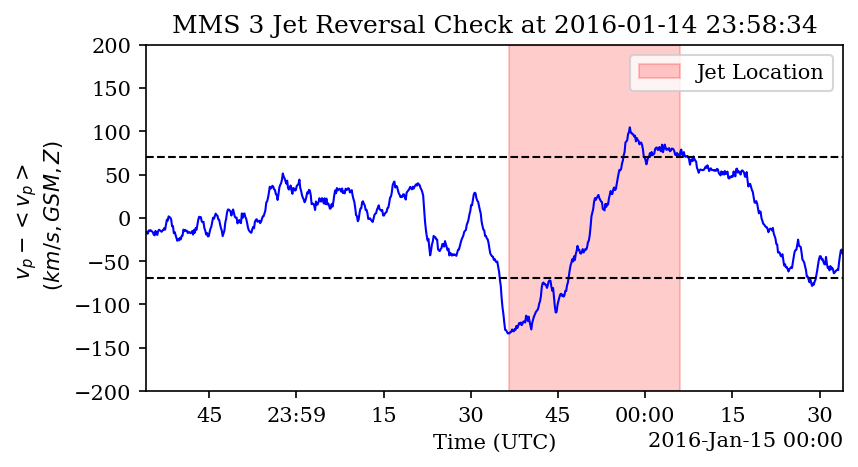 MMS 3 Jet Reversal Check at 2016-01-14 23:58:34
Jet Location
200
150
100
50
0
−50
−100
−150
−200
v_p − < v_p >
(km/s, GSM, Z)
45 23:59 15 30 45 00:00 15 30
Time (UTC)
2016-Jan-15 00:00